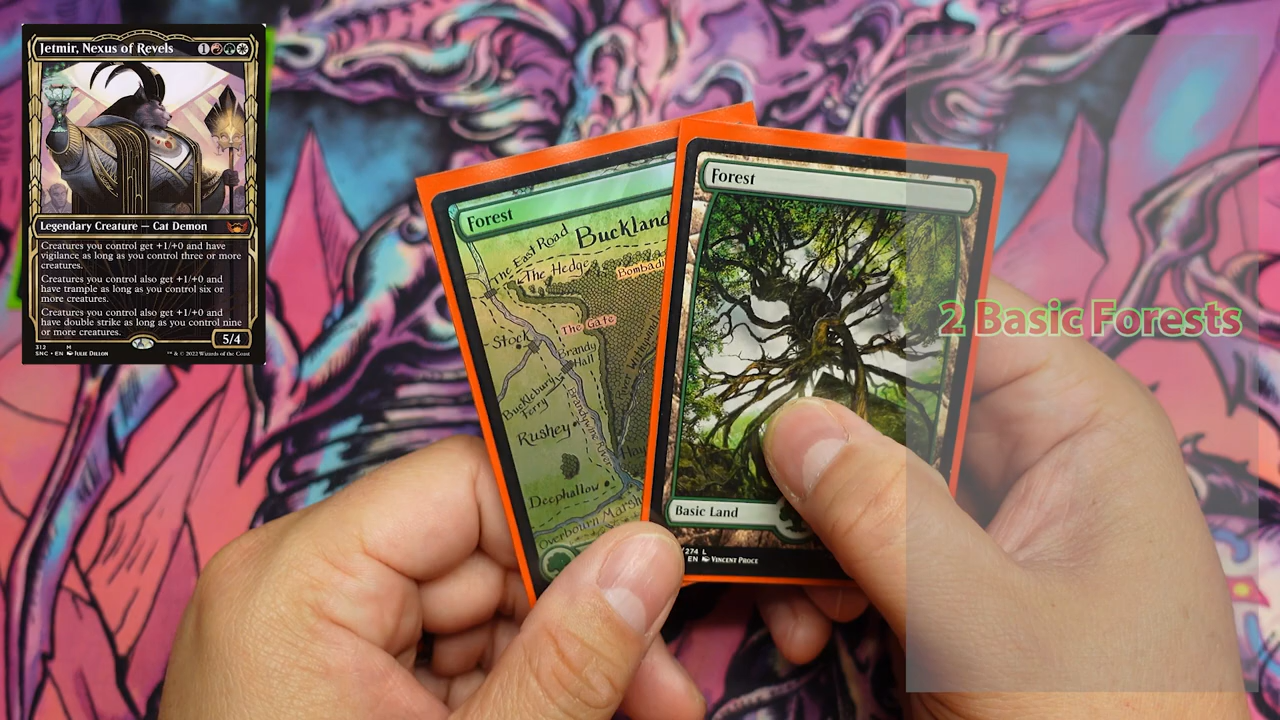 Jetmir, Nexus of Revels 1
Legendary Creature — Cat Demon
Creatures you control get +1/+0 and have
vigilance as long as you control three or more
creatures.
Creatures you control also get +1/+0 and
have trample as long as you control six or
more creatures.
Creatures you control also get +1/+0 and
have double strike as long as you control nine
or more creatures.
5/4
312 M
SNC • EN JULIE DILLON ™ & © 2022 Wizards of the Coast
Forest
The East Road
Buckland
The Hedge
Bombadi
The Gate
Stock
Brandy
Hall
Bucklebury
Ferry
Brandywine River
Rushey
Deephallow
Overbourn Marsh
Forest
Basic Land
/274 L
EN VINCENT PROCE
2 Basic Forests